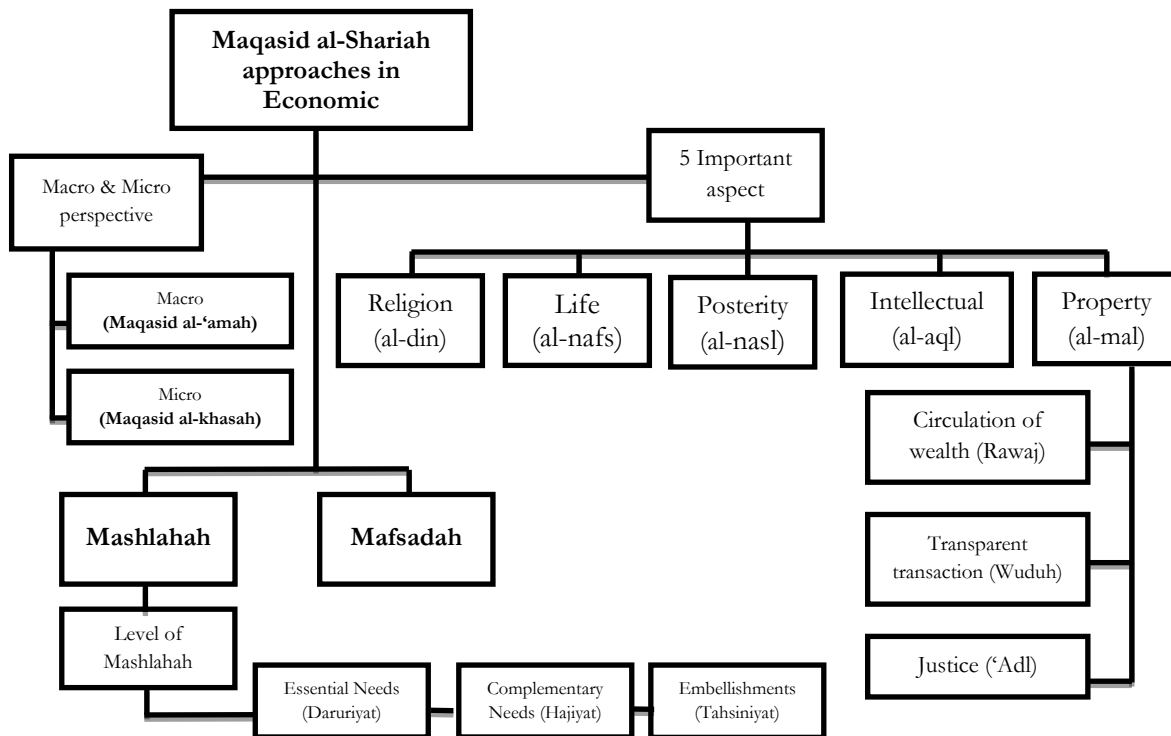 Maqasid al-Shariah
approaches in
Economic
Macro & Micro
perspective
5 Important
aspect
Macro
(Maqasid al-‘amah)
Micro
(Maqasid al-khasah)
Religion
(al-din)
Life
(al-nafs)
Posterity
(al-nasl)
Intellectual
(al-aql)
Property
(al-mal)
Circulation of
wealth (Rawaj)
Transparent
transaction (Wuduh)
Justice (‘Adl)
Mashlahah
Mafsadah
Level of
Mashlahah
Essential Needs
(Daruriyat)
Complementary
Needs (Hajiyat)
Embellishments
(Tahsiniyat)